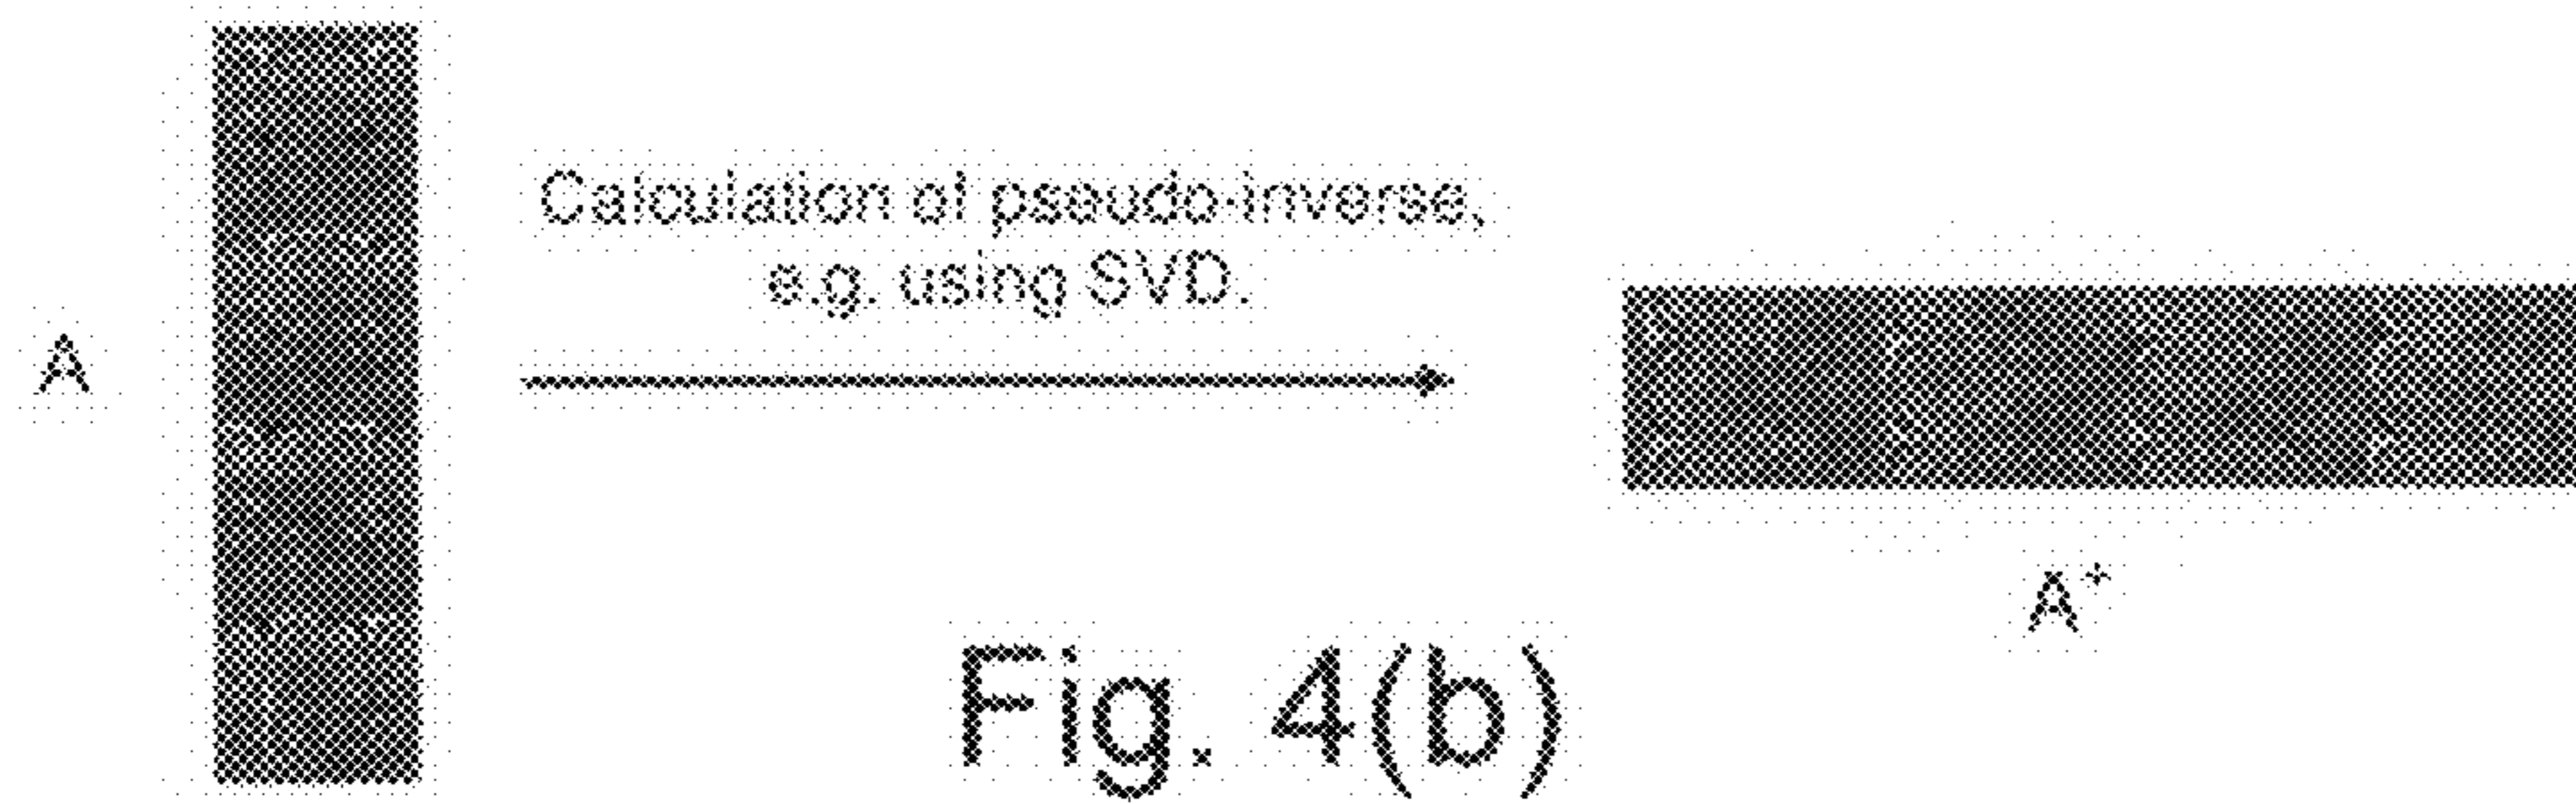 A
Calculation of pseudo-inverse,
e.g. using SVD.
A⁺
Fig. 4(b)